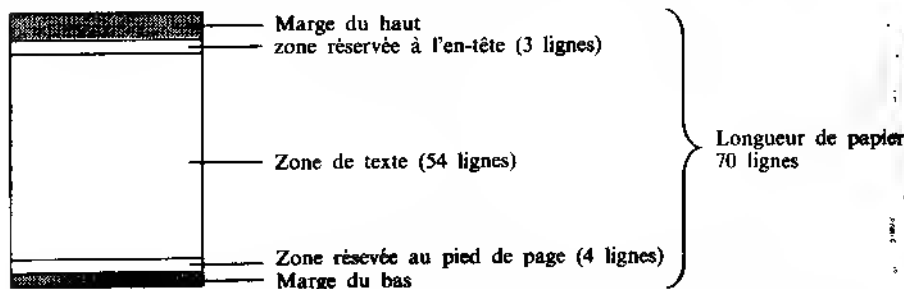 Marge du haut
zone réservée à l'en-tête (3 lignes)
Zone de texte (54 lignes)
Longueur de papier
70 lignes
Zone résevée au pied de page (4 lignes)
Marge du bas